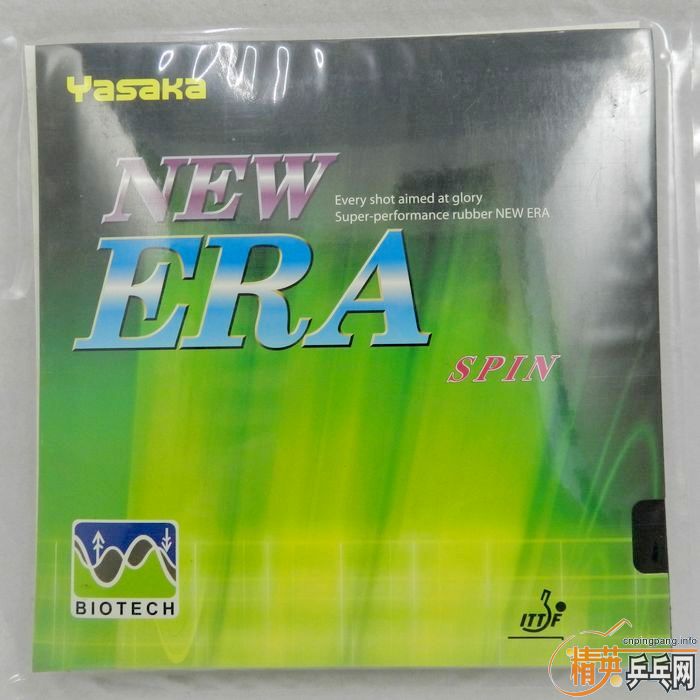 Yasaka
NEW
ERA
Every shot aimed at glory
Super-performance rubber NEW ERA
SPIN
BIOTECH
ITTF
cnpingpang.info
精英乒乓网